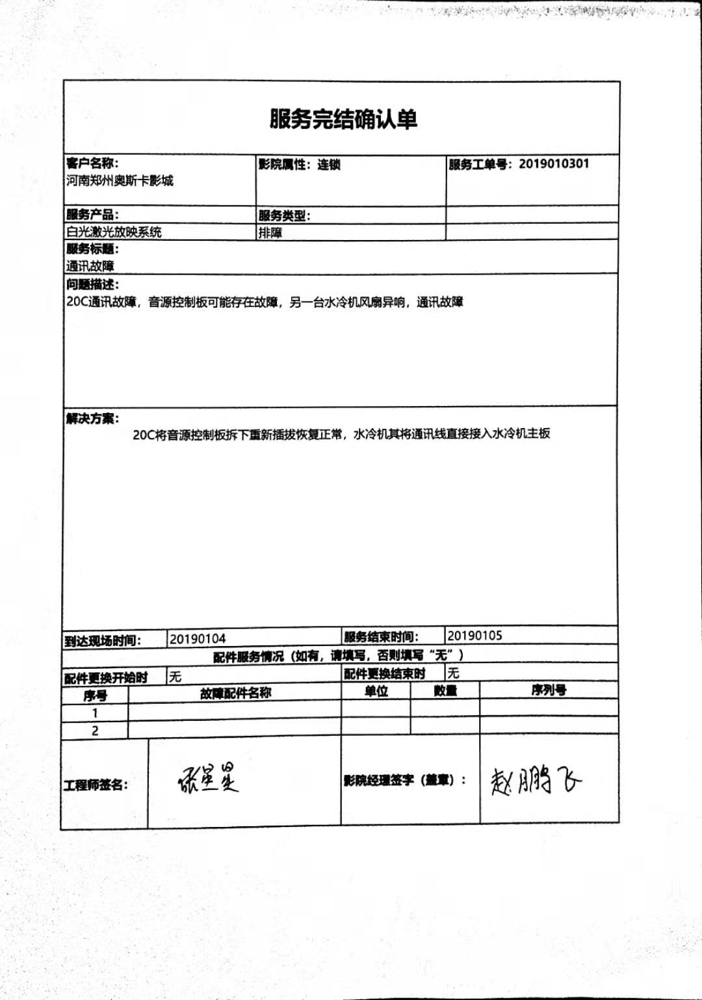 服务完结确认单
客户名称：
河南郑州奥斯卡影城
影院属性：连锁
服务工单号：2019010301
服务产品：
服务类型：
白光激光放映系统
排障
服务标题：
通讯故障
问题描述：
20C通讯故障，音源控制板可能存在故障，另一台水冷机风扇异响，通讯故障
解决方案：
20C将音源控制板拆下重新插拔恢复正常，水冷机其将通讯线直接接入水冷机主板
到达现场时间： 20190104 服务结束时间： 20190105
配件服务情况（如有，请填写，否则填写“无”）
配件更换开始时 无 配件更换结束时 无
序号 故障配件名称 单位 数量 序列号
1
2
工程师签名： 影院经理签字（盖章）： 赵鹏飞